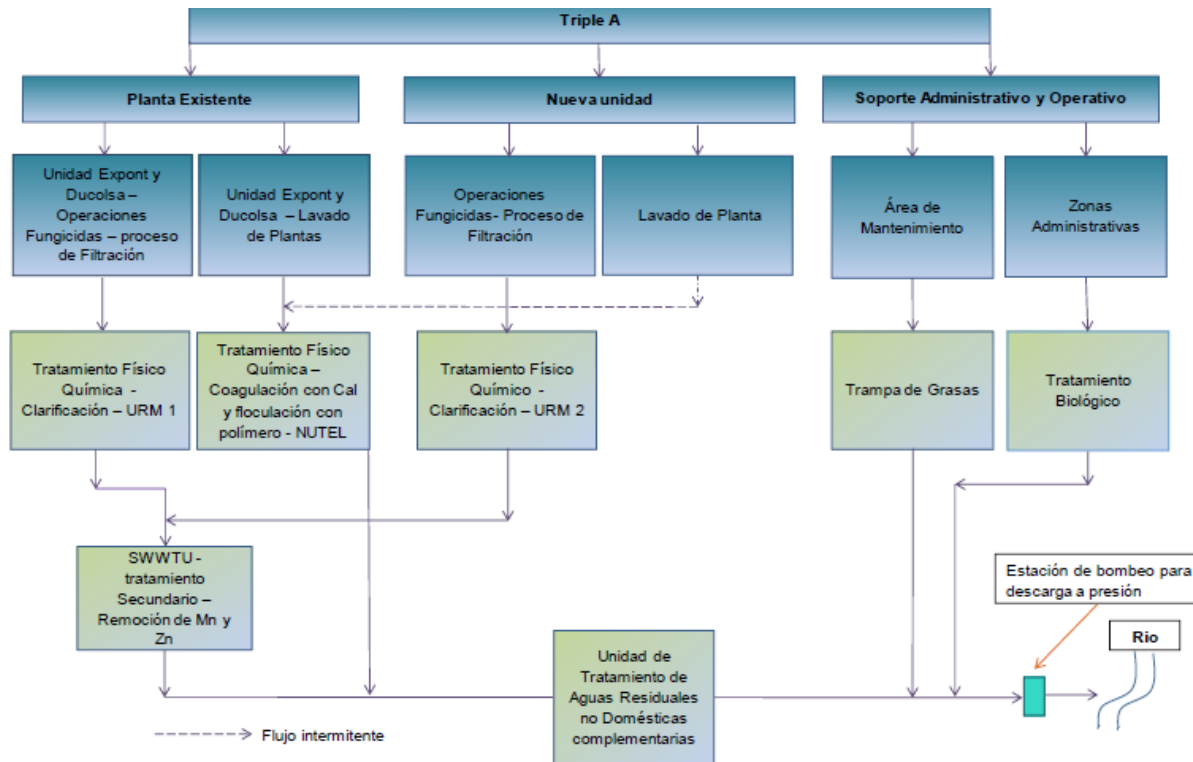 Triple A
Planta Existente
Nueva unidad
Soporte Administrativo y Operativo
Unidad Expont y
Ducolsa –
Operaciones
Fungicidas – proceso
de Filtración
Unidad Expont y
Ducolsa – Lavado
de Plantas
Operaciones
Fungicidas- Proceso de
Filtración
Lavado de Planta
Área de
Mantenimiento
Zonas
Administrativas
Tratamiento Físico
Química -
Clarificación – URM 1
Tratamiento Físico
Química –
Coagulación con Cal
y floculación con
polímero - NUTEL
Tratamiento Físico
Químico -
Clarificación – URM 2
Trampa de Grasas
Tratamiento
Biológico
SWWTU -
tratamiento
Secundario –
Remoción de Mn y
Zn
Estación de bombeo para
descarga a presión
Rio
Unidad de
Tratamiento de
Aguas Residuales
no Domésticas
complementarias
Flujo intermitente